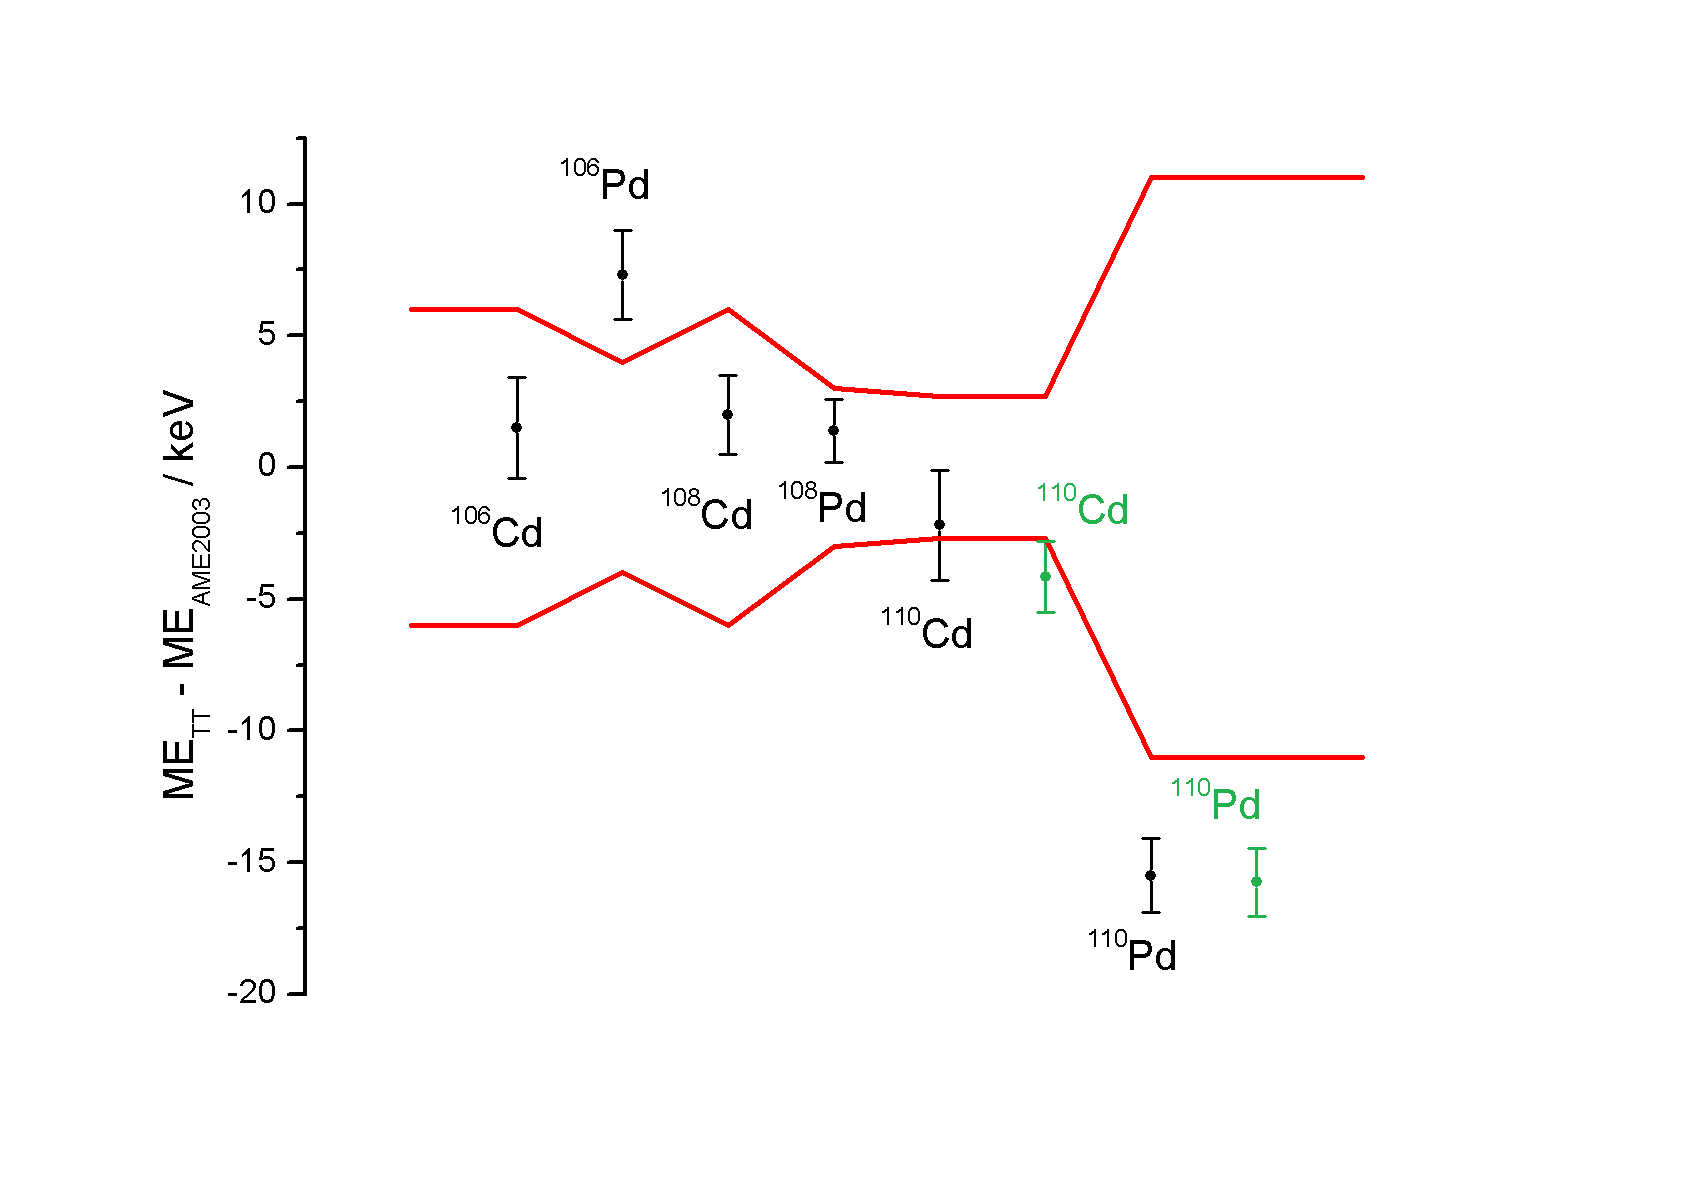 ¹⁰⁶Pd
10
5
0
-5
-10
-15
-20
ME_TT - ME_AME2003 / keV
¹⁰⁶Cd
¹⁰⁸Cd
¹⁰⁸Pd
¹¹⁰Cd
¹¹⁰Cd
¹¹⁰Pd
¹¹⁰Pd